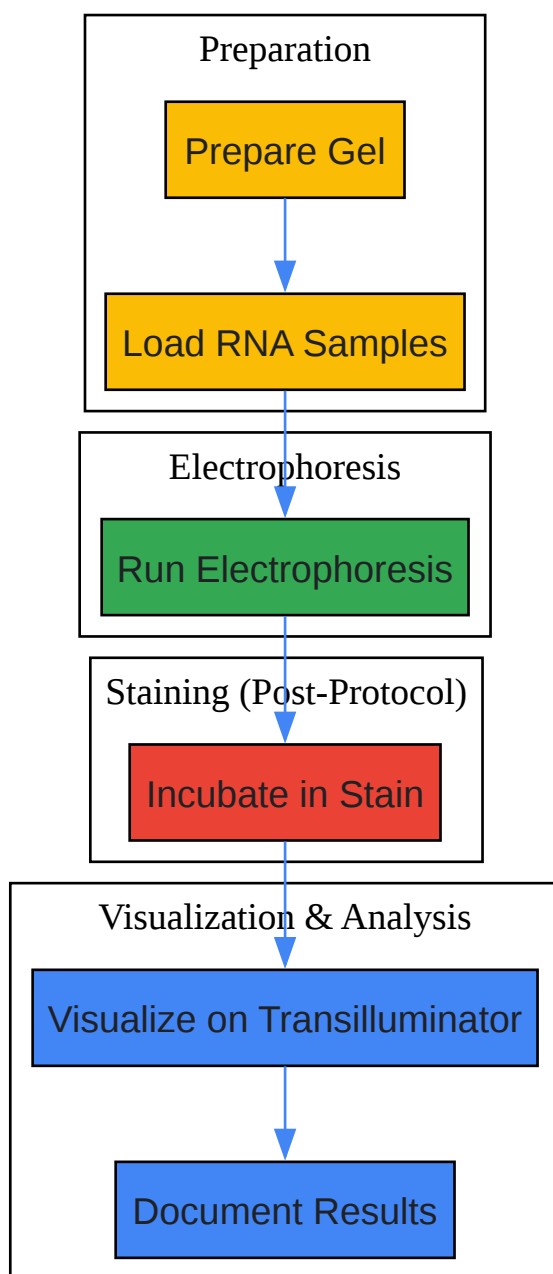 Preparation
Prepare Gel
Load RNA Samples
Electrophoresis
Run Electrophoresis
Staining (Post-Protocol)
Incubate in Stain
Visualization & Analysis
Visualize on Transilluminator
Document Results